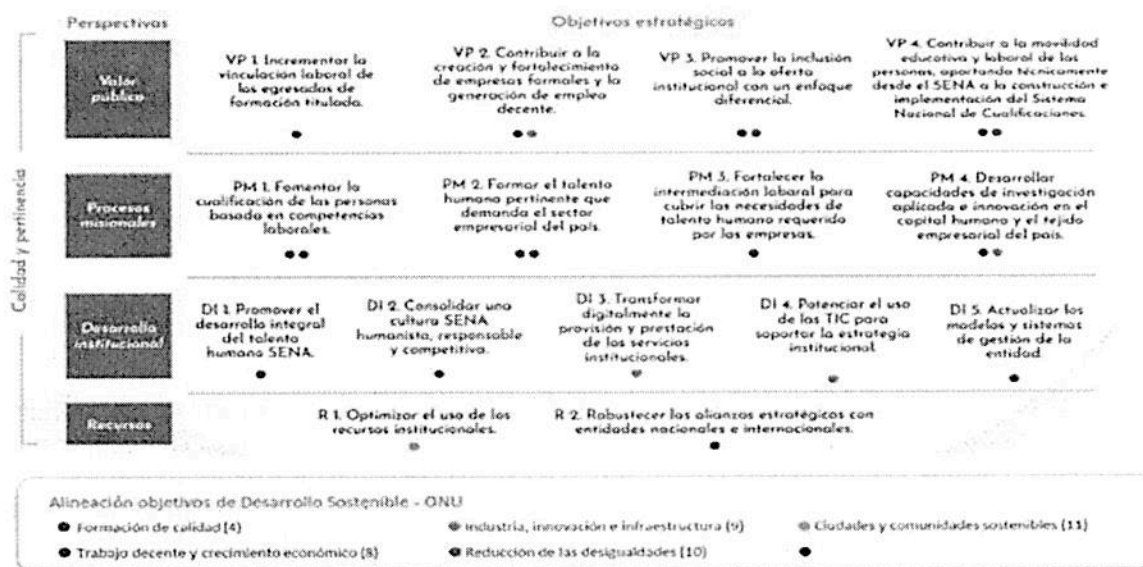 Perspectivas
Objetivos estratégicos
Calidad y pertinencia
Valor público
VP 1. Incrementar la
vinculación laboral de
los egresados de
formación titulada.
VP 2. Contribuir a la
creación y fortalecimiento
de empresas formales y la
generación de empleo
decente.
VP 3. Promover la inclusión
social a la oferta
institucional con un enfoque
diferencial.
VP 4. Contribuir a la movilidad
educativa y laboral de las
personas, aportando técnicamente
desde el SENA a la construcción e
implementación del Sistema
Nacional de Cualificaciones.
Procesos
misionales
PM 1. Fomentar la
cualificación de las personas
basada en competencias
laborales.
PM 2. Formar el talento
humano pertinente que
demanda el sector
empresarial del país.
PM 3. Fortalecer la
intermediación laboral para
cubrir las necesidades de
talento humano requerido
por las empresas.
PM 4. Desarrollar
capacidades de investigación
aplicada e innovación en el
capital humano y el tejido
empresarial del país.
Desarrollo
institucional
DI 1. Promover el
desarrollo integral
del talento
humano SENA.
DI 2. Consolidar una
cultura SENA
humanista, responsable
y competitiva.
DI 3. Transformar
digitalmente la
provisión y prestación
de los servicios
institucionales.
DI 4. Potenciar el uso
de las TIC para
soportar la estrategia
institucional.
DI 5. Actualizar los
modelos y sistemas
de gestión de la
entidad.
Recursos
R 1. Optimizar el uso de los
recursos institucionales.
R 2. Robustecer las alianzas estratégicas con
entidades nacionales e internacionales.
Alineación objetivos de Desarrollo Sostenible - ONU
Formación de calidad (4)
Industria, innovación e infraestructura (9)
Ciudades y comunidades sostenibles (11)
Trabajo decente y crecimiento económico (8)
Reducción de las desigualdades (10)